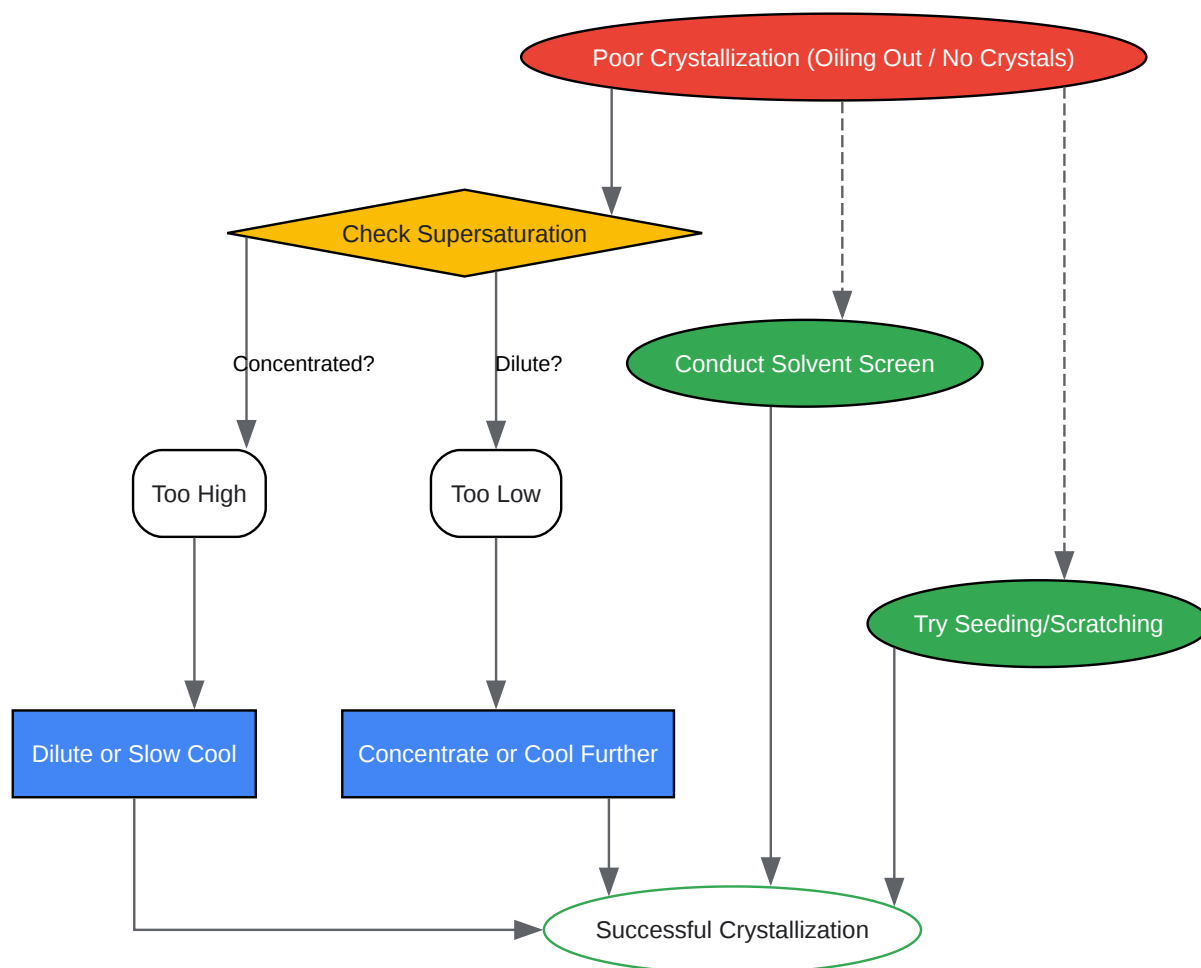 Poor Crystallization (Oiling Out / No Crystals)
Check Supersaturation
Concentrated?
Dilute?
Conduct Solvent Screen
Too High
Too Low
Try Seeding/Scratching
Dilute or Slow Cool
Concentrate or Cool Further
Successful Crystallization